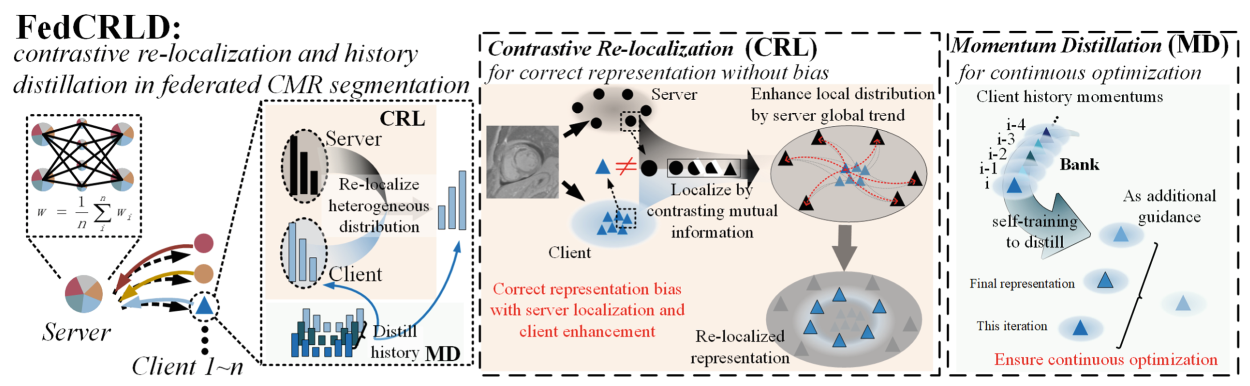 FedCRLD:
contrastive re-localization and history
distillation in federated CMR segmentation
w = 1/n ∑ n i w i
Server
Client 1~n
CRL
Server
Re-localize
heterogeneous
distribution
Client
Distill
history
MD
Contrastive Re-localization (CRL)
for correct representation without bias
Server
≠
Client
Localize by
contrasting mutual
information
Enhance local distribution
by server global trend
Correct representation bias
with server localization and
client enhancement
Re-localized
representation
Momentum Distillation (MD)
for continuous optimization
Client history momentums
i-4
i-3
i-2
i-1
i
Bank
self-training
to distill
As additional
guidance
Final representation
This iteration
Ensure continuous optimization